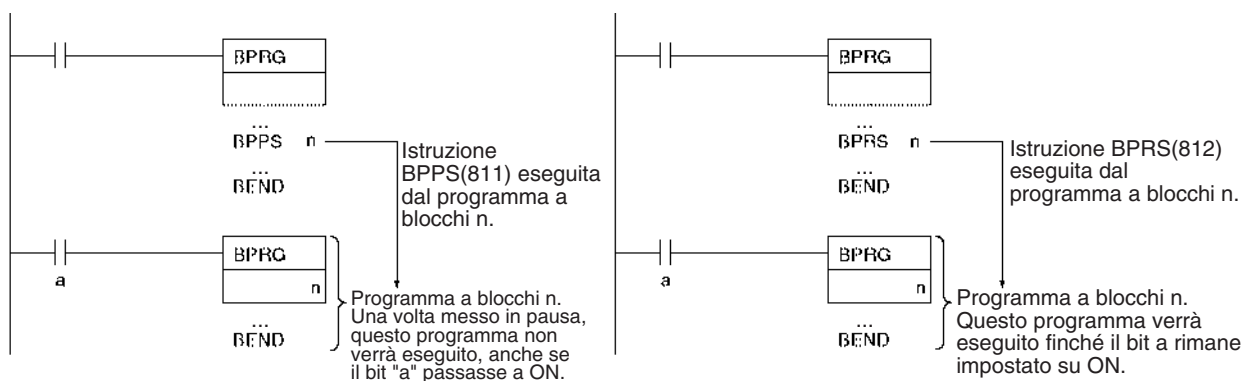 BPRG
...
BPPS n
Istruzione
BPPS(811) eseguita
dal programma a
blocchi n.
...
BEND
a
BPRG
n
...
BEND
Programma a blocchi n.
Una volta messo in pausa,
questo programma non
verrà eseguito, anche se
il bit "a" passasse a ON.
BPRG
...
BPRS n
Istruzione BPRS(812)
eseguita dal
programma a blocchi n.
...
BEND
a
BPRG
n
...
BEND
Programma a blocchi n.
Questo programma verrà
eseguito finché il bit a rimane
impostato su ON.